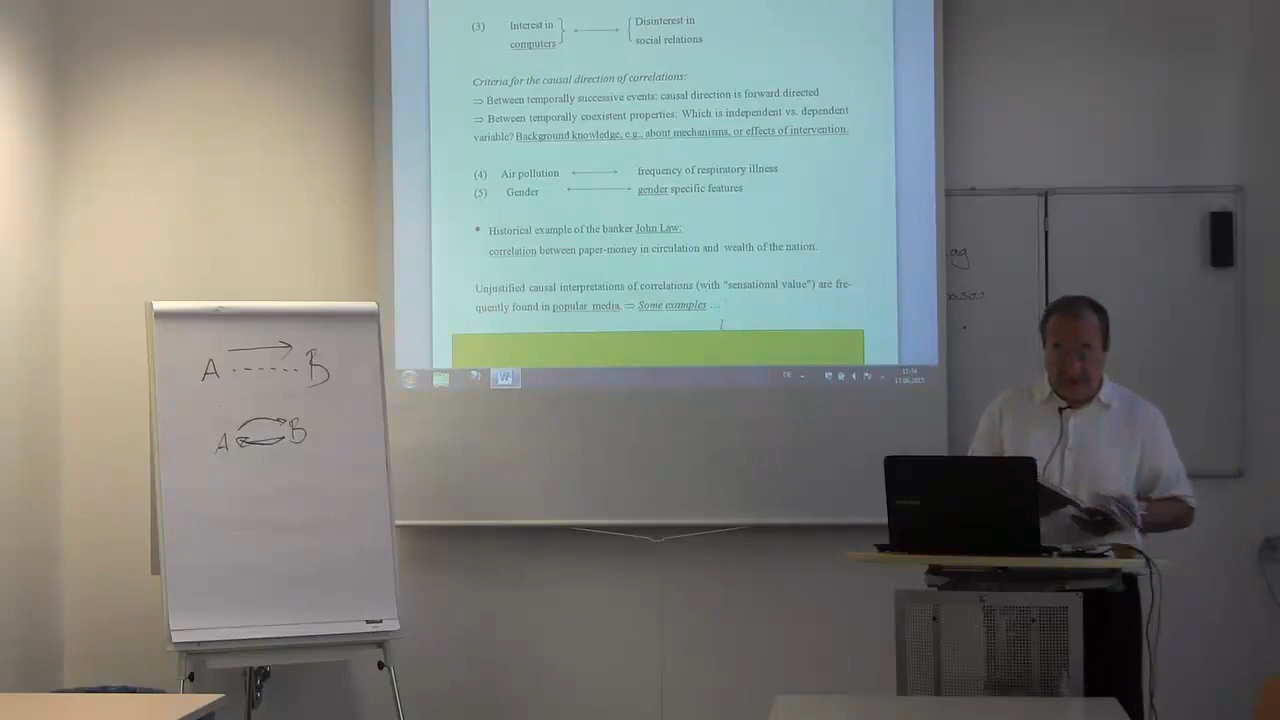 (3) Interest in computers ⟷ Disinterest in social relations
Criteria for the causal direction of correlations:
⇒ Between temporally successive events: causal direction is forward directed
⇒ Between temporally coexistent properties: Which is independent vs. dependent
variable? Background knowledge, e.g., about mechanisms, or effects of intervention.
(4) Air pollution ⟷ frequency of respiratory illness
(5) Gender ⟷ gender specific features
* Historical example of the banker John Law:
correlation between paper-money in circulation and wealth of the nation.
Unjustified causal interpretations of correlations (with "sensational value") are fre-
quently found in popular media. ⇒ Some examples …
DE
A B
A B